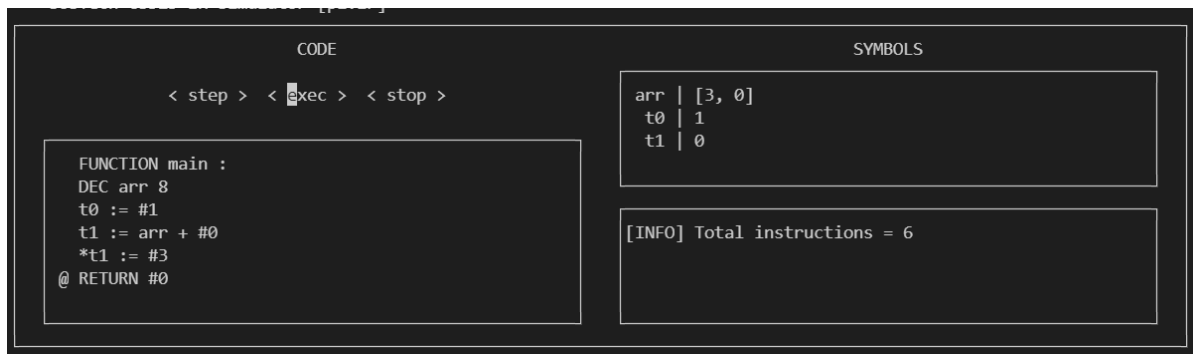 CODE
< step > < exec > < stop >
FUNCTION main :
DEC arr 8
t0 := #1
t1 := arr + #0
*t1 := #3
@ RETURN #0
SYMBOLS
arr | [3, 0]
t0 | 1
t1 | 0
[INFO] Total instructions = 6